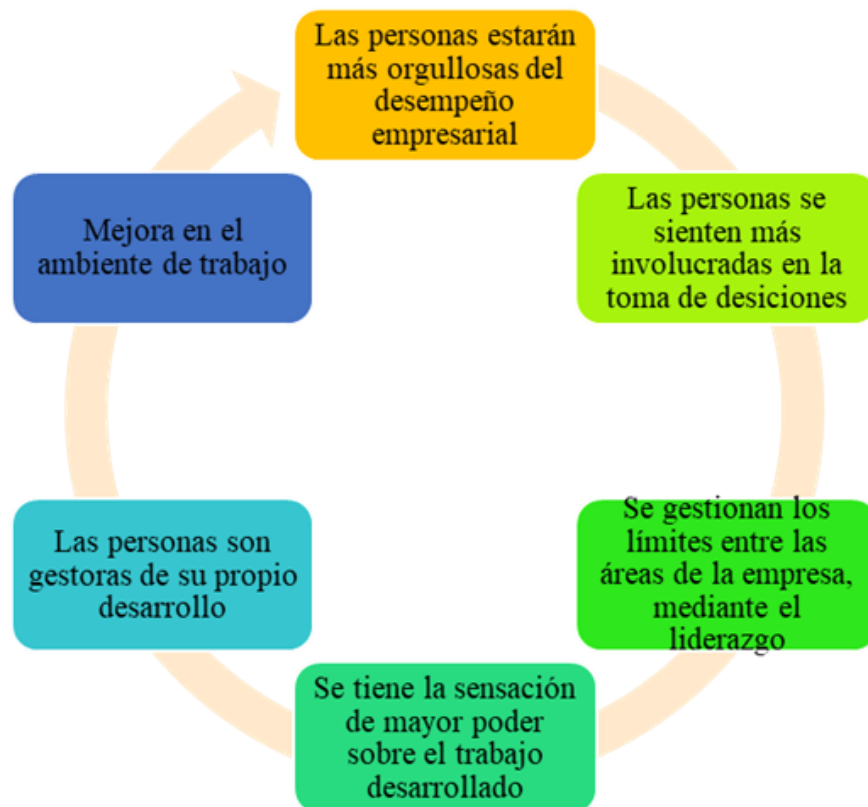 Las personas estarán
más orgullosas del
desempeño
empresarial
Las personas se
sienten más
involucradas en la
toma de desiciones
Se gestionan los
límites entre las
áreas de la empresa,
mediante el
liderazgo
Se tiene la sensación
de mayor poder
sobre el trabajo
desarrollado
Las personas son
gestoras de su propio
desarrollo
Mejora en el
ambiente de trabajo